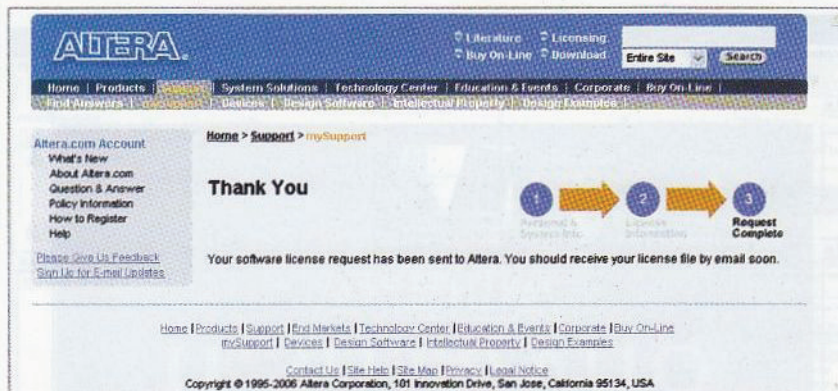 ALTERA
Literature Licensing
Buy On-Line Download
Entire Site Search
Home | Products | Support | System Solutions | Technology Center | Education & Events | Corporate | Buy On-Line |
Find Answers | mySupport | Devices | Design Software | Intellectual Property | Design Examples |
Altera.com Account
What's New
About Altera.com
Question & Answer
Policy Information
How to Register
Help
Please Give Us Feedback
Sign Up for E-mail Updates
Home > Support > mySupport
Thank You
1 2 3
Personal & System Info.
License Information
Request Complete
Your software license request has been sent to Altera. You should receive your license file by email soon.
Home | Products | Support | End Markets | Technology Center | Education & Events | Corporate | Buy On-Line
mySupport | Devices | Design Software | Intellectual Property | Design Examples
Contact Us | Site Help | Site Map | Privacy | Legal Notice
Copyright © 1995-2006 Altera Corporation, 101 Innovation Drive, San Jose, California 95134, USA